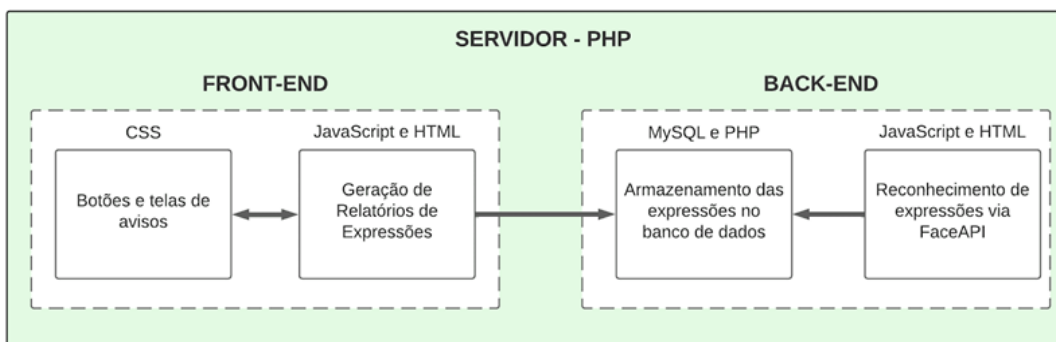 SERVIDOR - PHP
FRONT-END
BACK-END
CSS
JavaScript e HTML
MySQL e PHP
JavaScript e HTML
Botões e telas de
avisos
Geração de
Relatórios de
Expressões
Armazenamento das
expressões no
banco de dados
Reconhecimento de
expressões via
FaceAPI